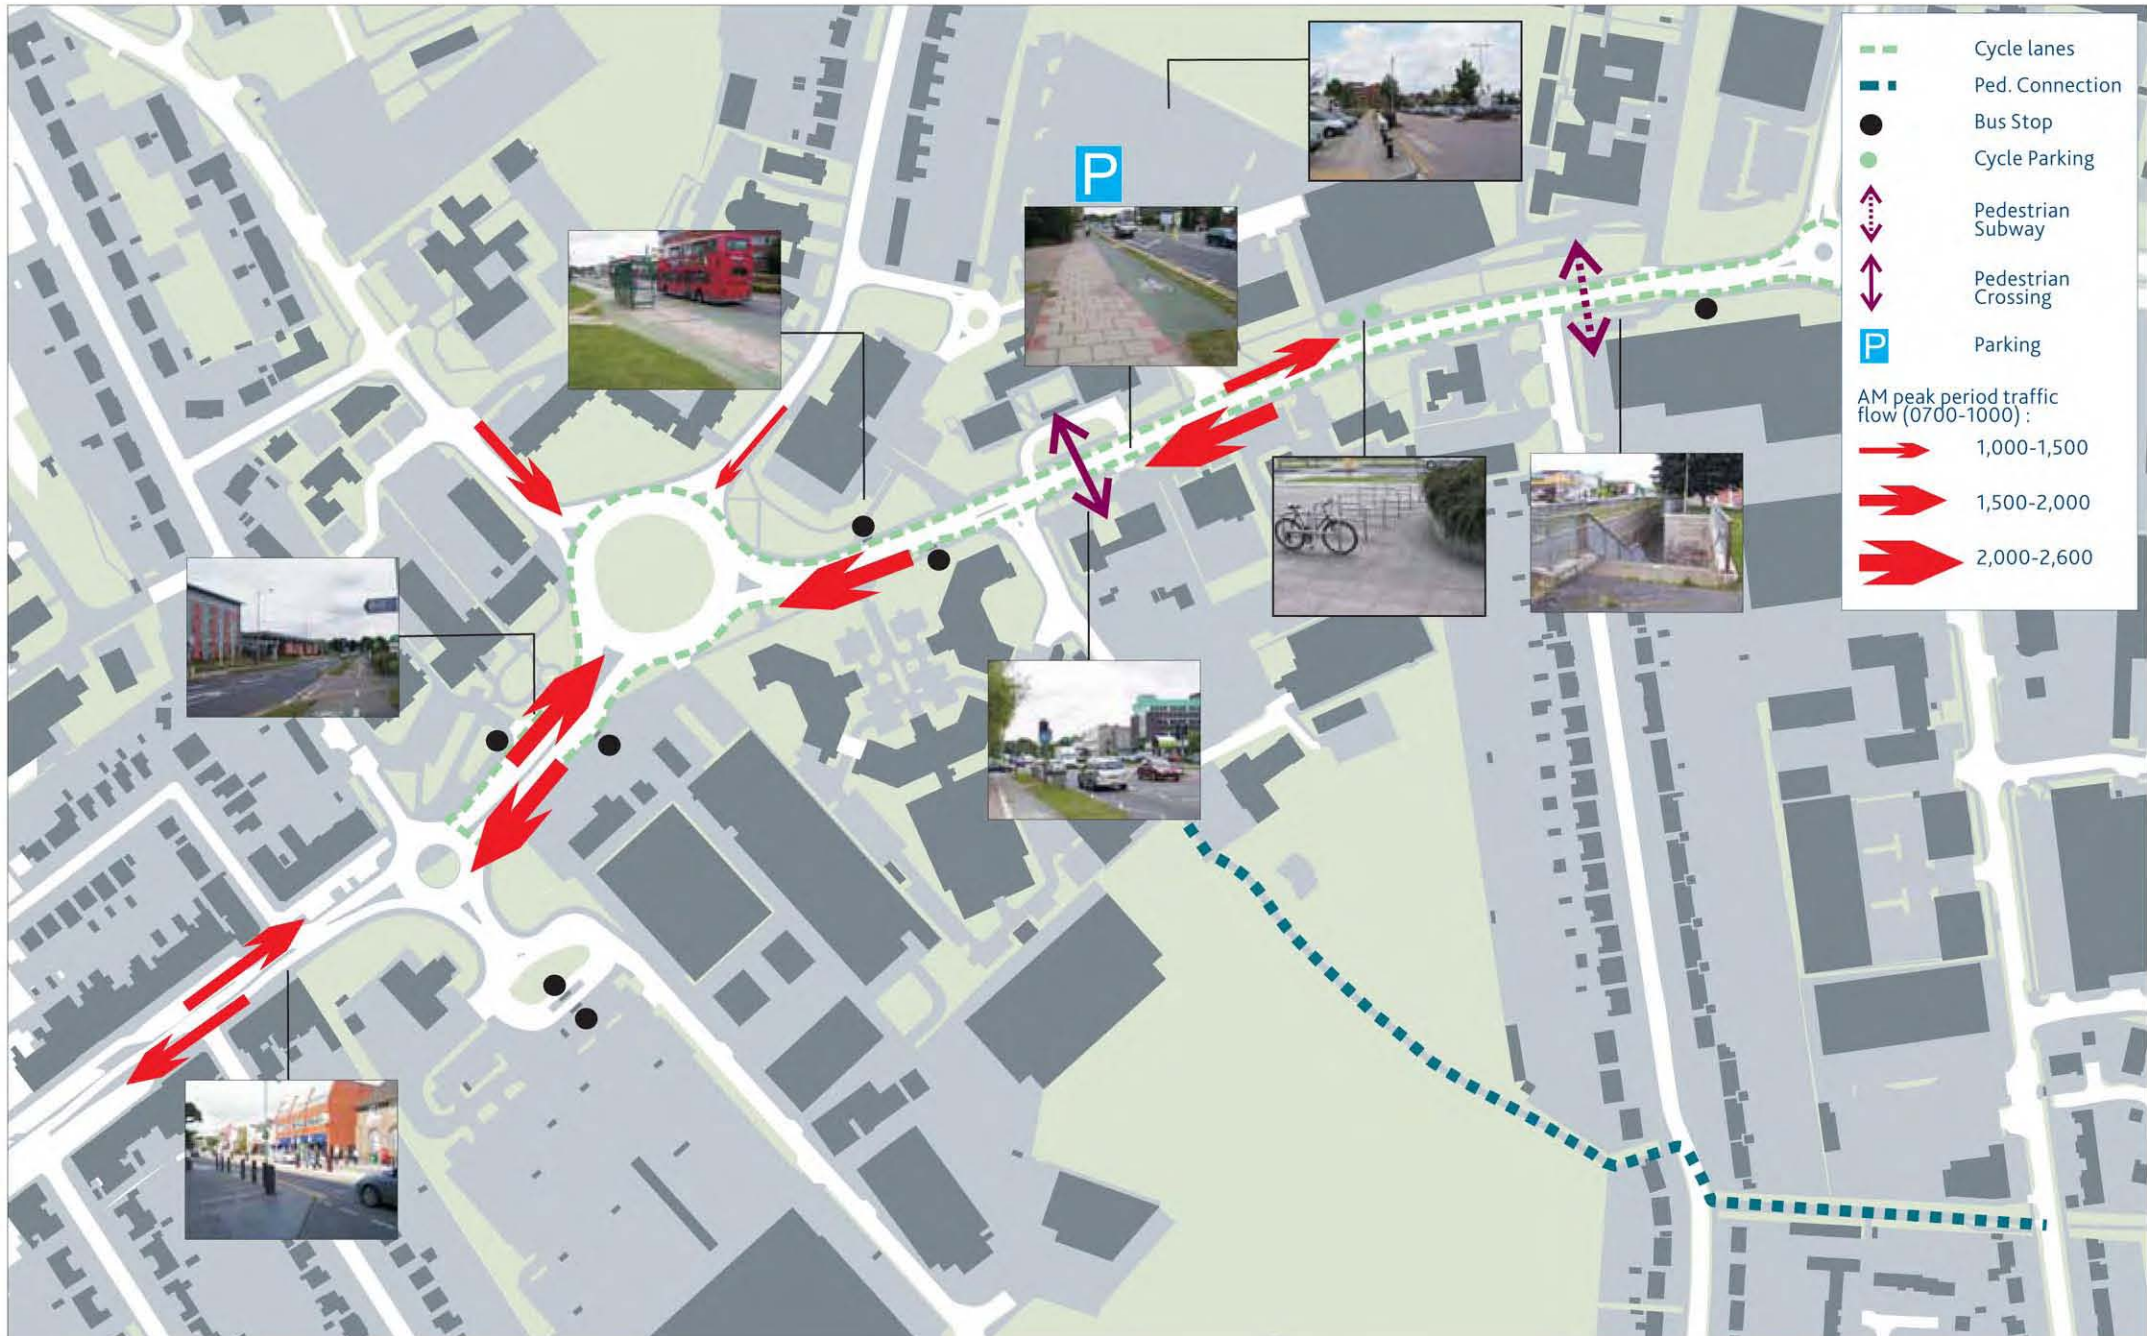 P
Cycle lanes
Ped. Connection
Bus Stop
Cycle Parking
Pedestrian
Subway
Pedestrian
Crossing
P
Parking
AM peak period traffic
flow (0700-1000) :
1,000-1,500
1,500-2,000
2,000-2,600